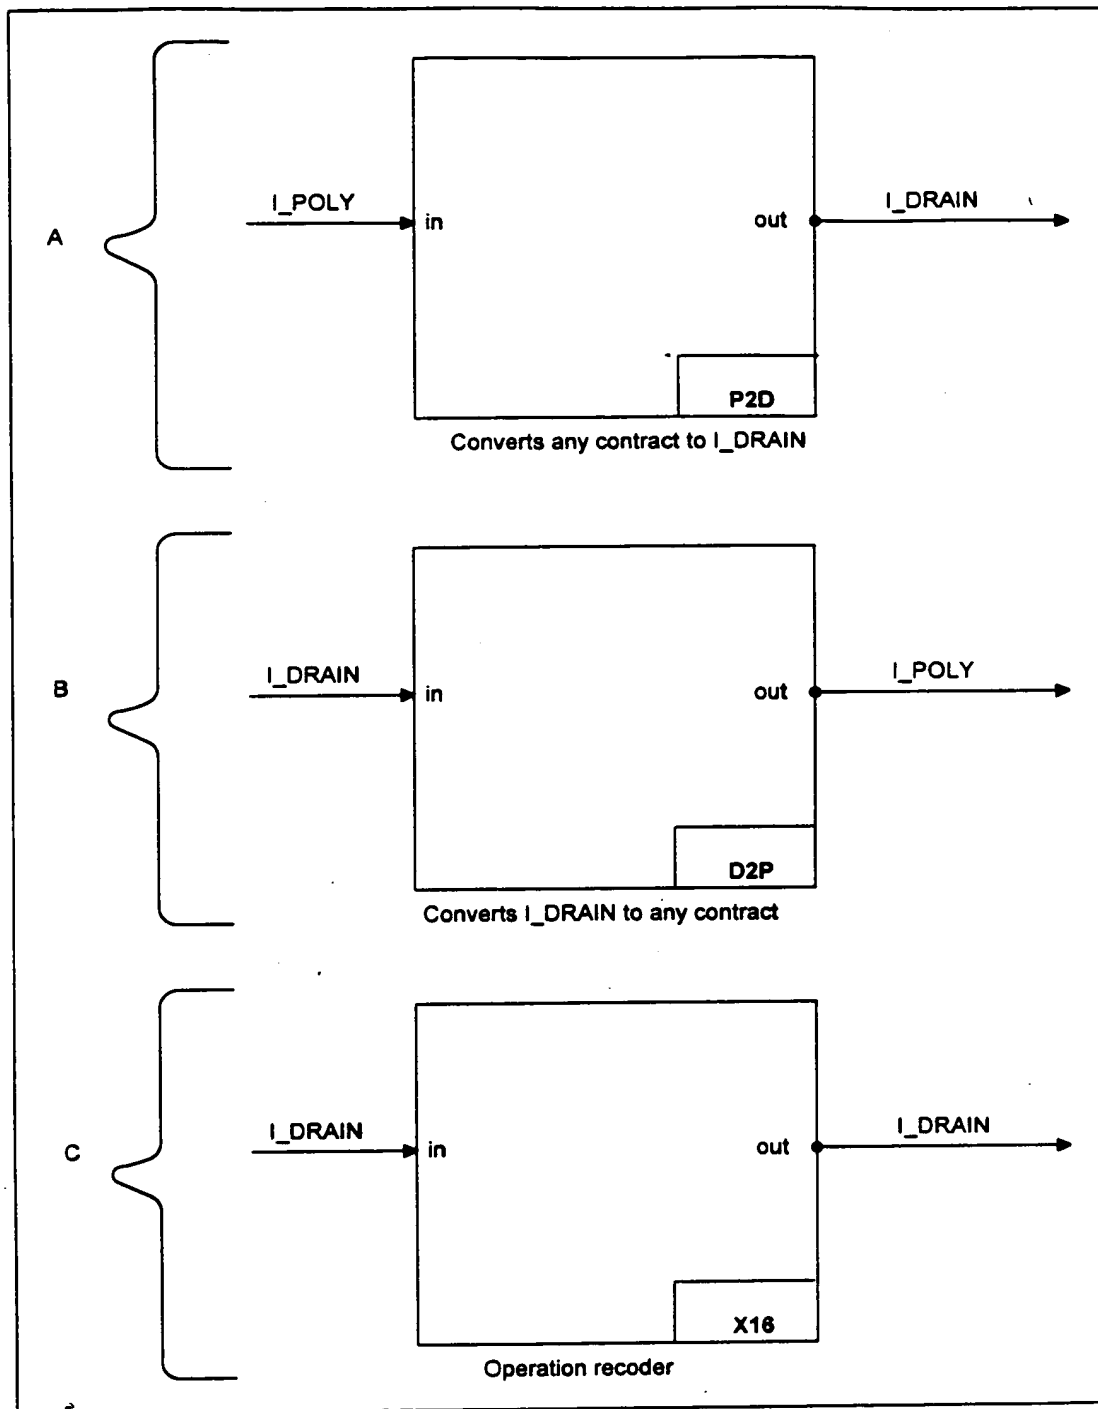 I_POLY
I_DRAIN
A
in
out
P2D
Converts any contract to I_DRAIN
I_DRAIN
I_POLY
B
in
out
D2P
Converts I_DRAIN to any contract
I_DRAIN
I_DRAIN
C
in
out
X16
Operation recoder